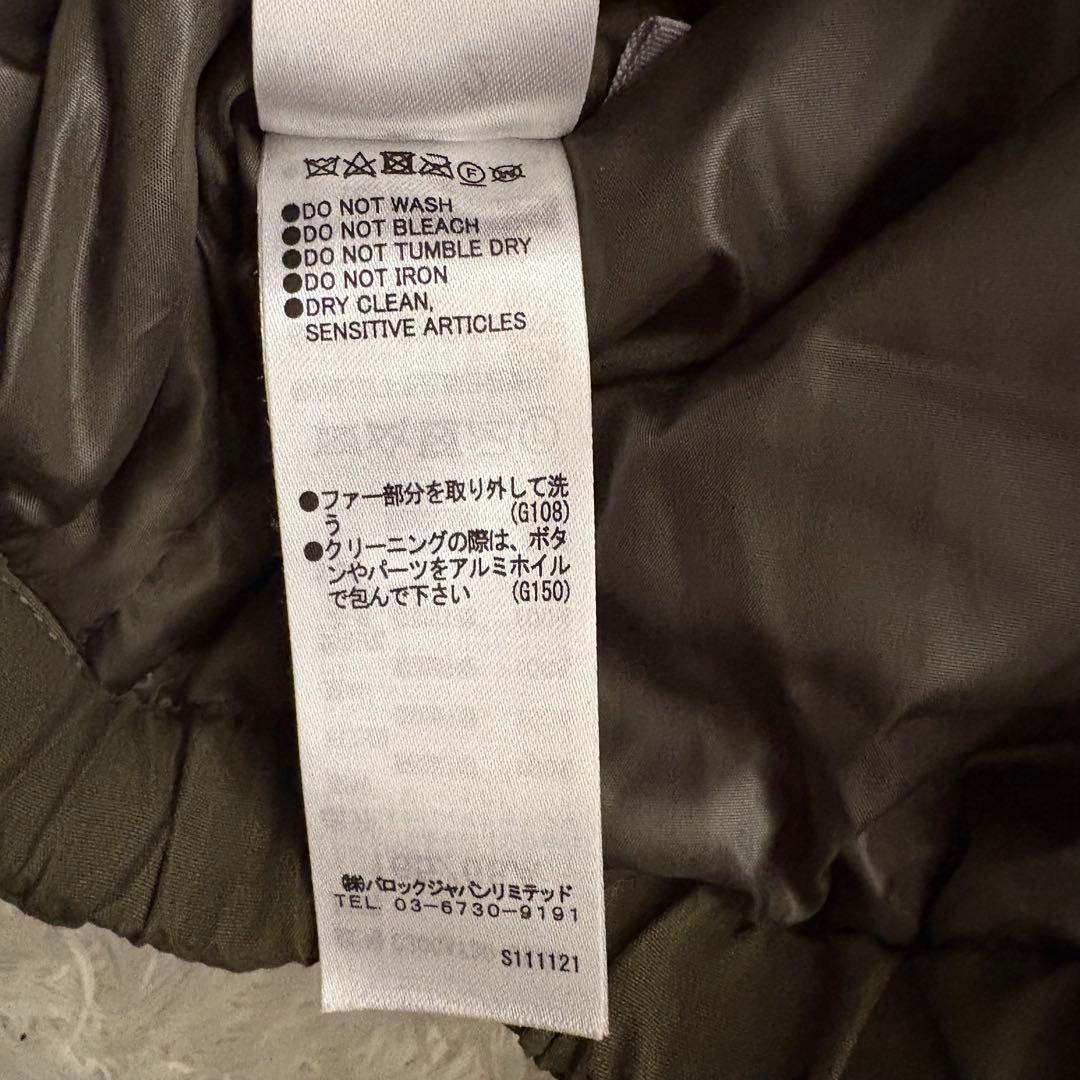 ●DO NOT WASH
●DO NOT BLEACH
●DO NOT TUMBLE DRY
●DO NOT IRON
●DRY CLEAN,
SENSITIVE ARTICLES
●ファー部分を取り外して洗
う (G108)
●クリーニングの際は、ボタ
ンやパーツをアルミホイル
で包んで下さい (G150)
㈱バロックジャパンリミテッド
TEL. 03-6730-9191
S111121